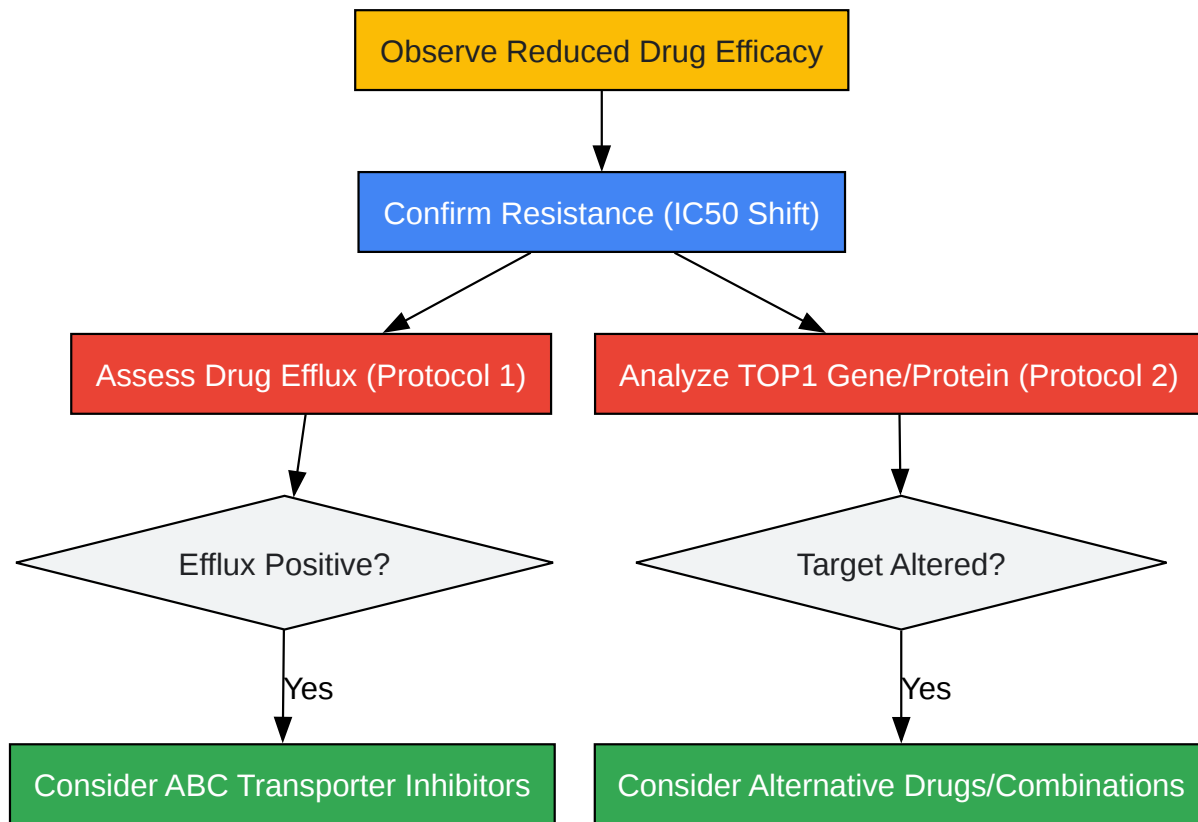 Observe Reduced Drug Efficacy
Confirm Resistance (IC50 Shift)
Assess Drug Efflux (Protocol 1)
Analyze TOP1 Gene/Protein (Protocol 2)
Efflux Positive?
Target Altered?
Yes
Yes
Consider ABC Transporter Inhibitors
Consider Alternative Drugs/Combinations